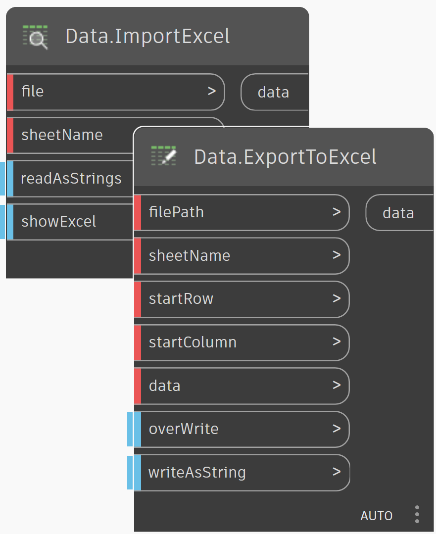 Data.ImportExcel
file >
data
sheetName
readAsStrings
showExcel
Data.ExportToExcel
filePath >
data
sheetName >
startRow >
startColumn >
data >
overWrite >
writeAsString >
AUTO